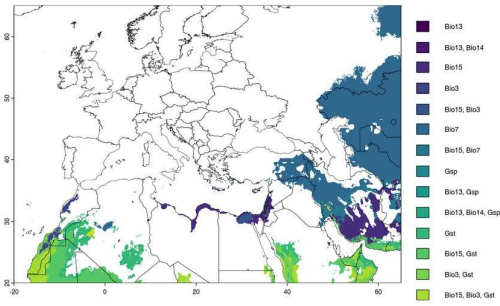 60
50
40
30
20
-20
0
20
40
60
Bio13
Bio13, Bio14
Bio15
Bio3
Bio15, Bio3
Bio7
Bio15, Bio7
Gsp
Bio13, Gsp
Bio13, Bio14, Gsp
Gst
Bio15, Gst
Bio3, Gst
Bio15, Bio3, Gst